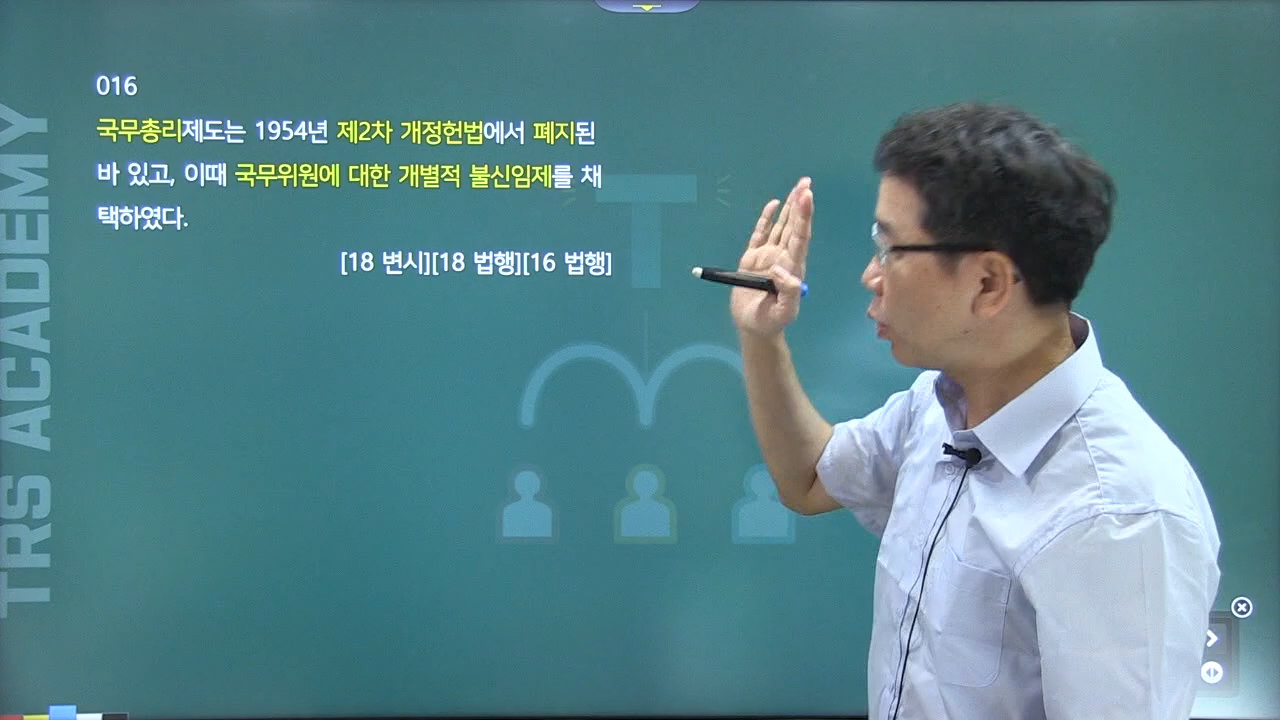 016
국무총리제도는 1954년 제2차 개정헌법에서 폐지된
바 있고, 이때 국무위원에 대한 개별적 불신임제를 채
택하였다.
[18 변시][18 법행][16 법행]
TRS ACADEMY